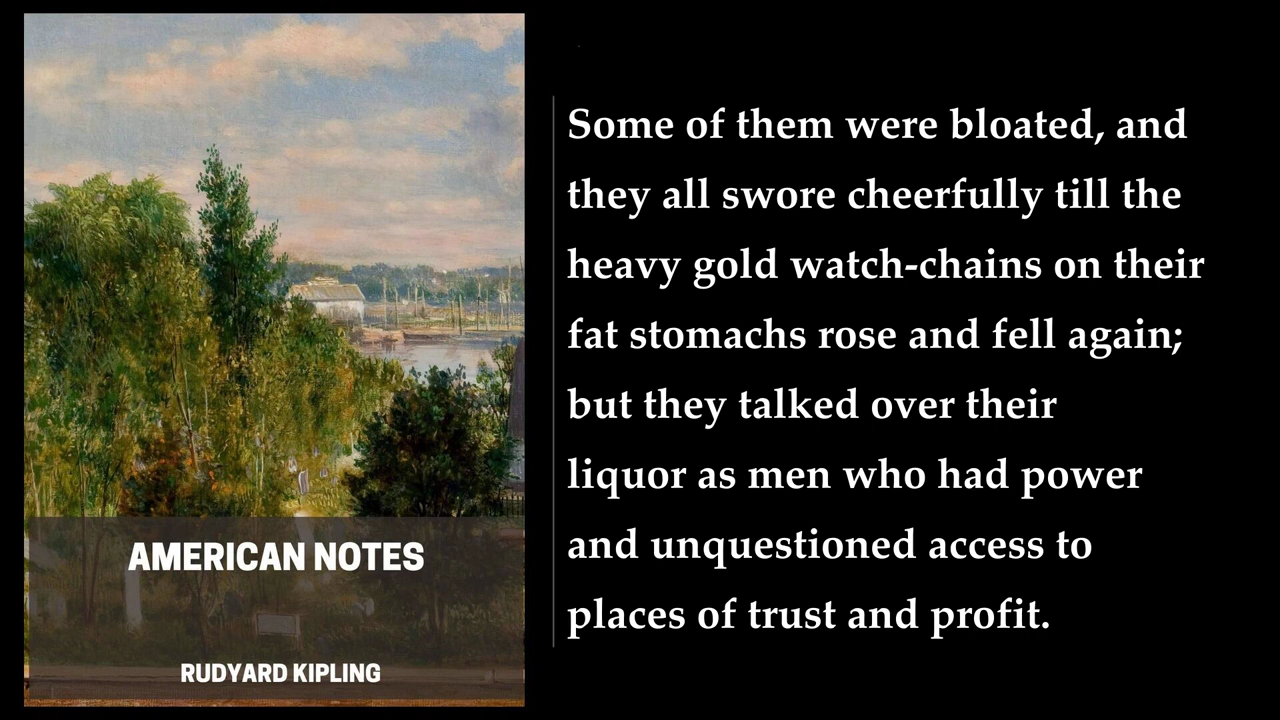 AMERICAN NOTES
RUDYARD KIPLING
Some of them were bloated, and
they all swore cheerfully till the
heavy gold watch-chains on their
fat stomachs rose and fell again;
but they talked over their
liquor as men who had power
and unquestioned access to
places of trust and profit.